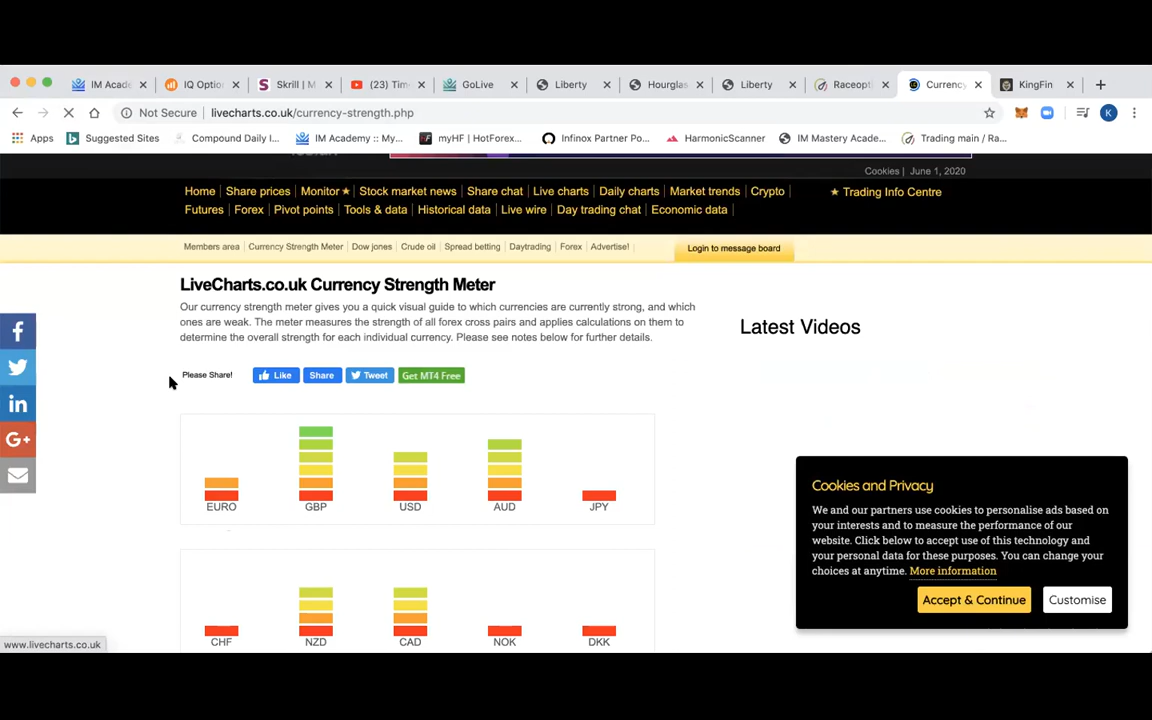 IM Acade
IQ Option
Skrill | M
(23) Time
GoLive
Liberty
Hourglas
Liberty
Raceopti
Currency
KingFin
Not Secure | livecharts.co.uk/currency-strength.php
K
Apps
Suggested Sites
Compound Daily I...
IM Academy :: My...
myHF | HotForex...
Infinox Partner Po...
HarmonicScanner
IM Mastery Acade...
Trading main / Ra...
Cookies | June 1, 2020
Home | Share prices | Monitor★ | Stock market news | Share chat | Live charts | Daily charts | Market trends | Crypto |
★ Trading Info Centre
Futures | Forex | Pivot points | Tools & data | Historical data | Live wire | Day trading chat | Economic data |
Members area | Currency Strength Meter | Dow jones | Crude oil | Spread betting | Daytrading | Forex | Advertise! |
Login to message board
LiveCharts.co.uk Currency Strength Meter
Our currency strength meter gives you a quick visual guide to which currencies are currently strong, and which
ones are weak. The meter measures the strength of all forex cross pairs and applies calculations on them to
determine the overall strength for each individual currency. Please see notes below for further details.
Latest Videos
Please Share!
Like
Share
Tweet
Get MT4 Free
EURO GBP USD AUD JPY
CHF NZD CAD NOK DKK
Cookies and Privacy
We and our partners use cookies to personalise ads based on
your interests and to measure the performance of our
website. Click below to accept use of this technology and
your personal data for these purposes. You can change your
choices at anytime. More information
Accept & Continue
Customise
www.livecharts.co.uk